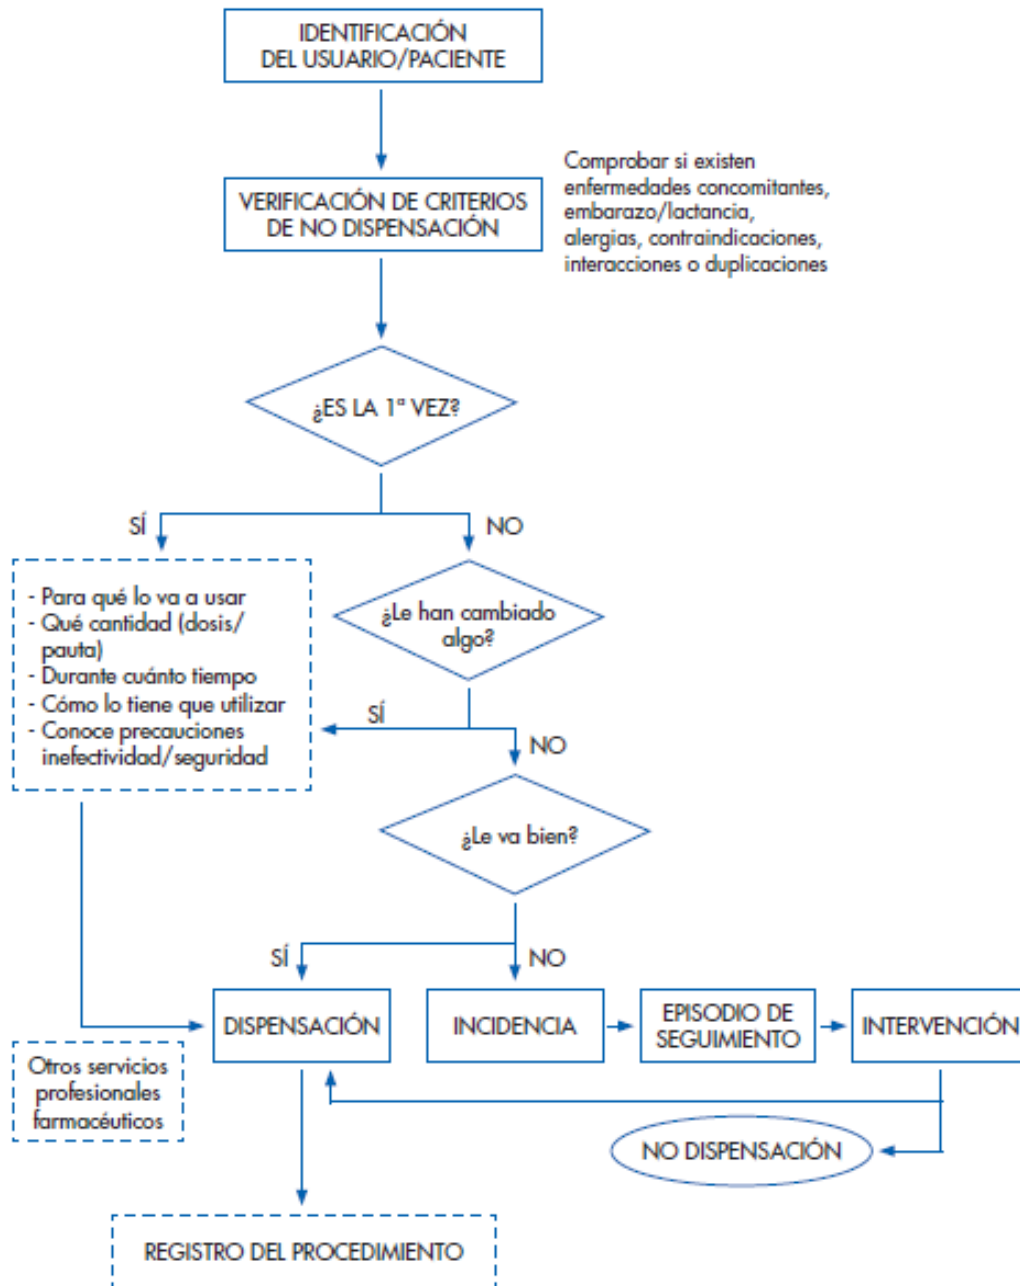 IDENTIFICACIÓN
DEL USUARIO/PACIENTE
VERIFICACIÓN DE CRITERIOS
DE NO DISPENSACIÓN
Comprobar si existen
enfermedades concomitantes,
embarazo/lactancia,
alergias, contraindicaciones,
interacciones o duplicaciones
¿ES LA 1ª VEZ?
SÍ
NO
- Para qué lo va a usar
- Qué cantidad (dosis/
pauta)
- Durante cuánto tiempo
- Cómo lo tiene que utilizar
- Conoce precauciones
inefectividad/seguridad
¿Le han cambiado
algo?
SÍ
NO
¿Le va bien?
SÍ
NO
DISPENSACIÓN
INCIDENCIA
EPISODIO DE
SEGUIMIENTO
INTERVENCIÓN
Otros servicios
profesionales
farmacéuticos
NO DISPENSACIÓN
REGISTRO DEL PROCEDIMIENTO